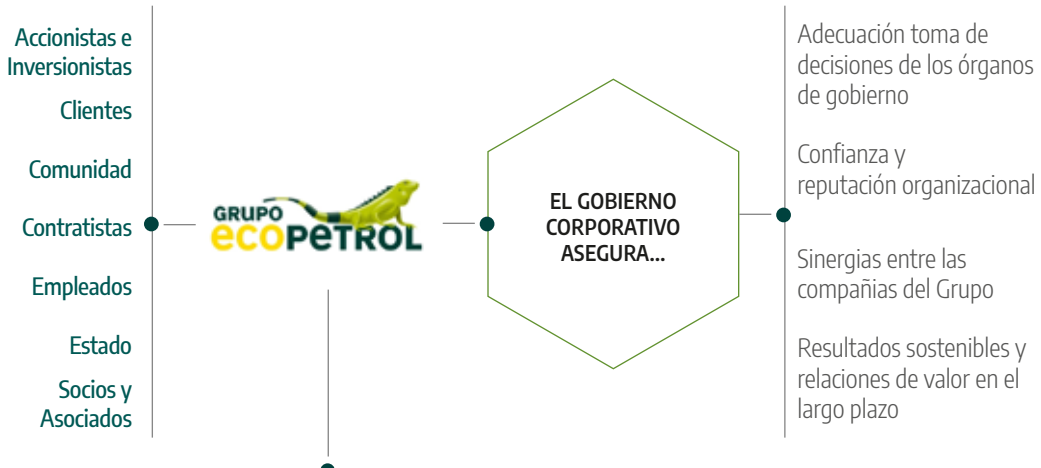 Accionistas e
Inversionistas
Clientes
Comunidad
Contratistas
Empleados
Estado
Socios y
Asociados
GRUPO
ecoPeTROL
EL GOBIERNO
CORPORATIVO
ASEGURA...
Adecuación toma de
decisiones de los órganos
de gobierno
Confianza y
reputación organizacional
Sinergias entre las
compañias del Grupo
Resultados sostenibles y
relaciones de valor en el
largo plazo